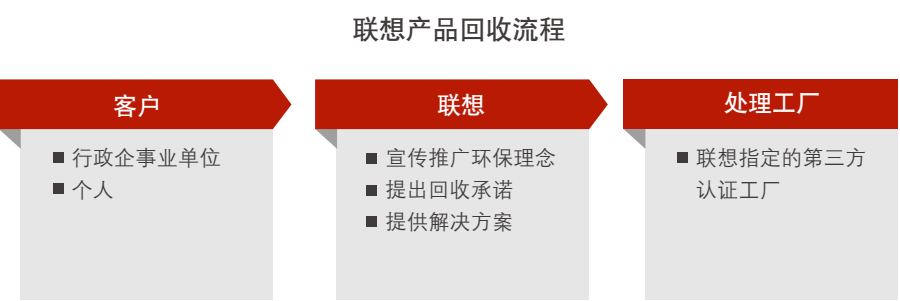 联想产品回收流程
客户
行政企事业单位
个人
联想
宣传推广环保理念
提出回收承诺
提供解决方案
处理工厂
联想指定的第三方
认证工厂